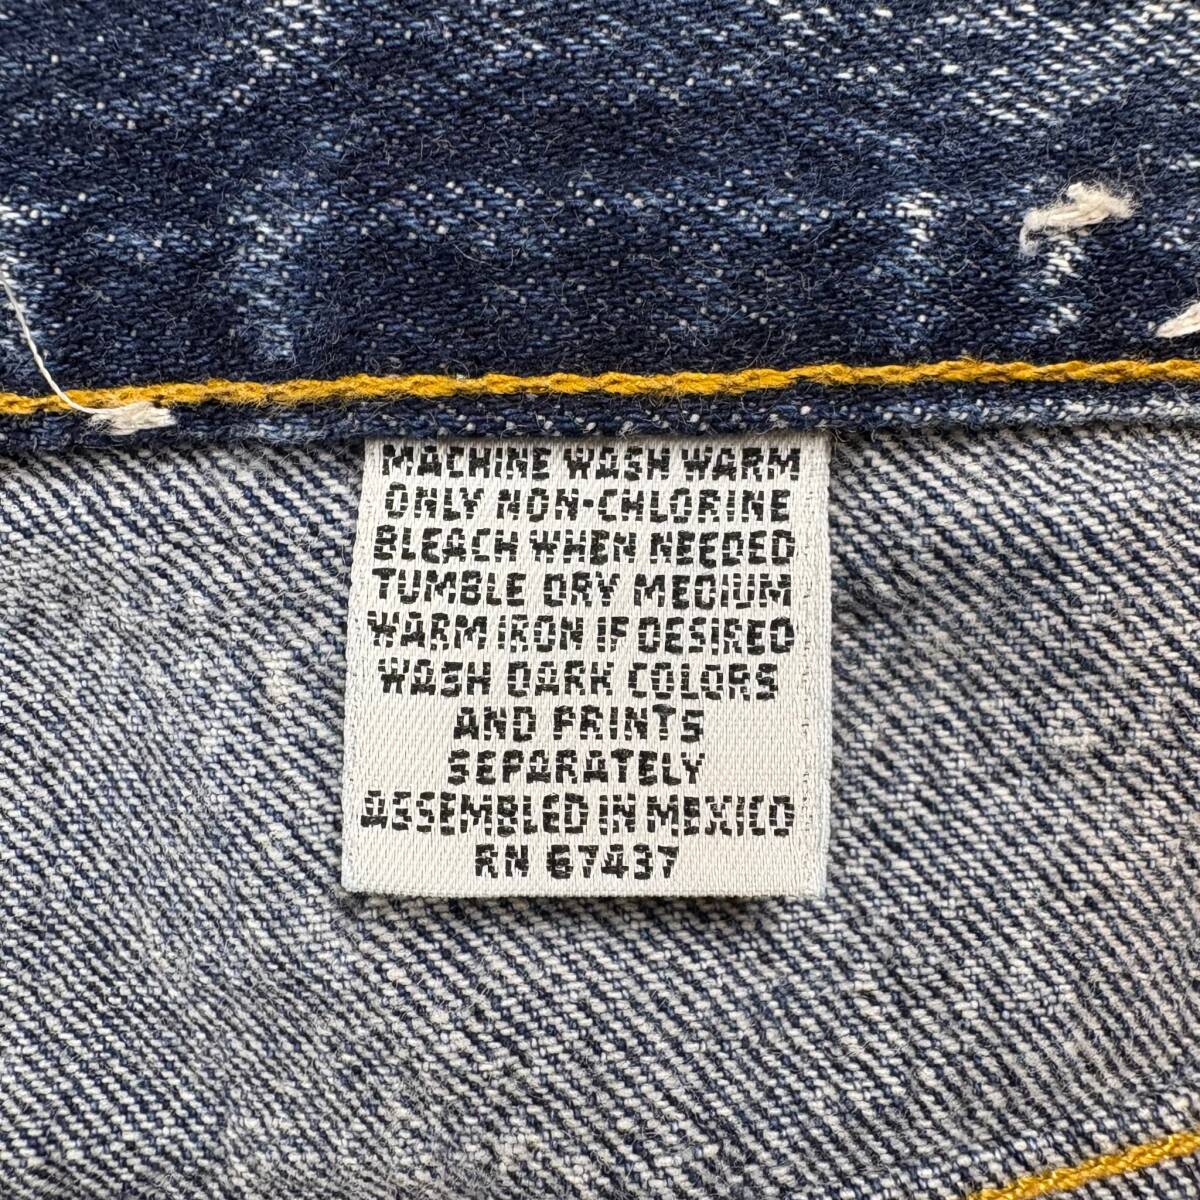 MACHINE WASH WARM
ONLY NON-CHLORINE
BLEACH WHEN NEEDED
TUMBLE DRY MEDIUM
WARM IRON IF DESIRED
WASH DARK COLORS
AND PRINTS
SEPARATELY
ASSEMBLED IN MEXICO
RN 67437